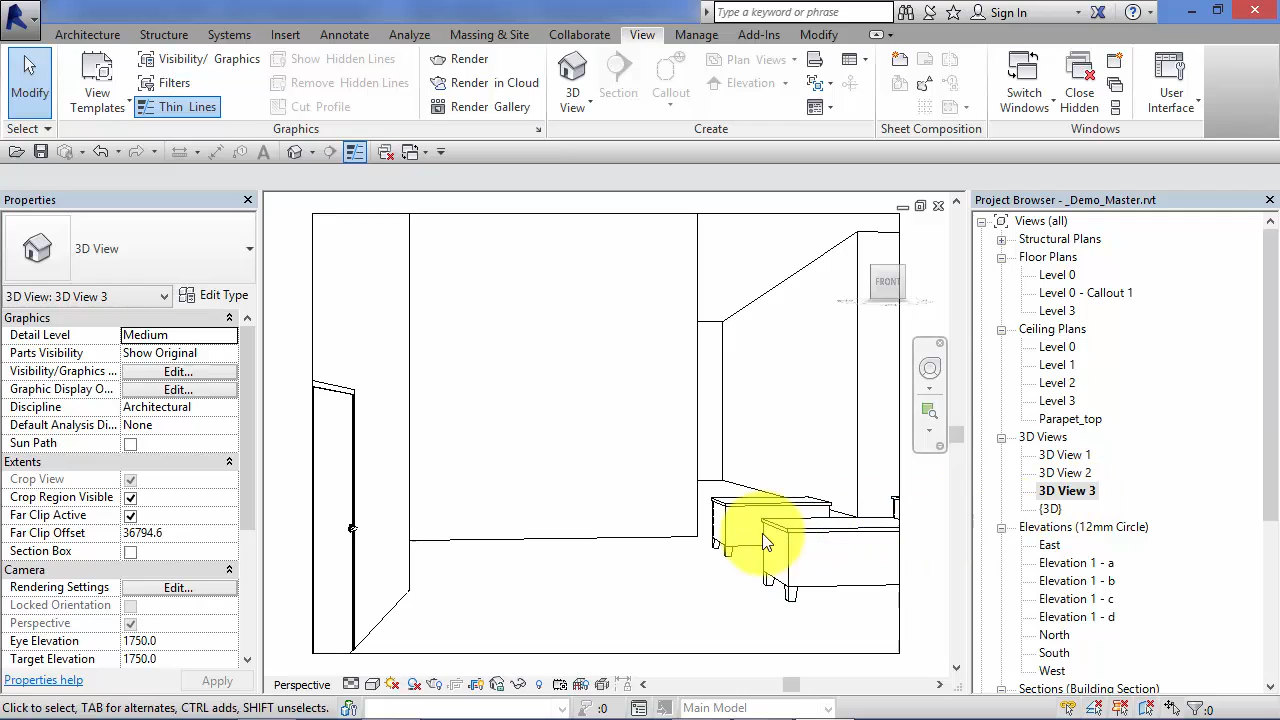 Type a keyword or phrase
Sign In
Architecture Structure Systems Insert Annotate Analyze Massing & Site Collaborate View Manage Add-Ins Modify
Modify
Select
View Templates
Visibility/ Graphics
Filters
Thin Lines
Show Hidden Lines
Remove Hidden Lines
Cut Profile
Graphics
Render
Render in Cloud
Render Gallery
3D View
Section
Callout
Plan Views
Elevation
Create
Sheet Composition
Switch Windows
Close Hidden
User Interface
Windows
Properties
3D View
3D View: 3D View 3
Edit Type
Graphics
Detail Level Medium
Parts Visibility Show Original
Visibility/Graphics ... Edit...
Graphic Display O... Edit...
Discipline Architectural
Default Analysis Di... None
Sun Path
Extents
Crop View
Crop Region Visible
Far Clip Active
Far Clip Offset 36794.6
Section Box
Camera
Rendering Settings Edit...
Locked Orientation
Perspective
Eye Elevation 1750.0
Target Elevation 1750.0
Properties help
Apply
FRONT
Perspective
Project Browser - _Demo_Master.rvt
Views (all)
Structural Plans
Floor Plans
Level 0
Level 0 - Callout 1
Level 3
Ceiling Plans
Level 0
Level 1
Level 2
Level 3
Parapet_top
3D Views
3D View 1
3D View 2
3D View 3
{3D}
Elevations (12mm Circle)
East
Elevation 1 - a
Elevation 1 - b
Elevation 1 - c
Elevation 1 - d
North
South
West
Sections (Building Section)
Click to select, TAB for alternates, CTRL adds, SHIFT unselects.
:0
Main Model
:0